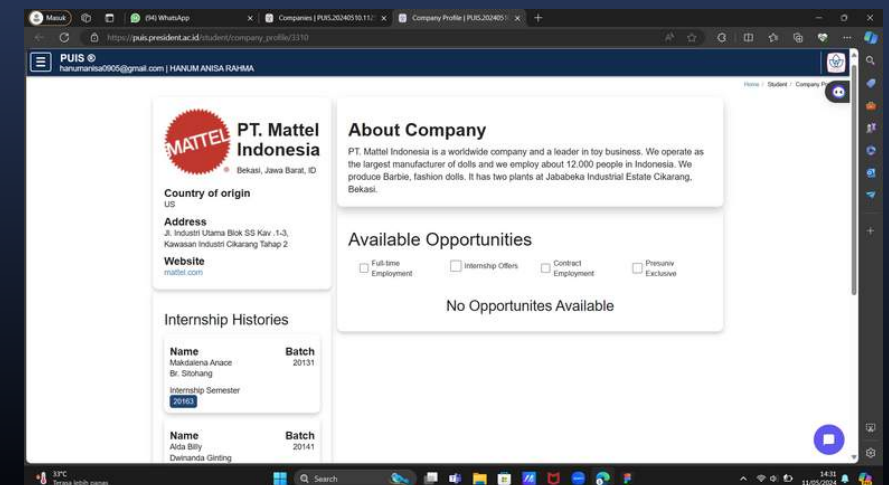 Masuk
(94) WhatsApp
Companies | PUIS.20240510.112
Company Profile | PUIS.20240510
https://puis.president.ac.id/student/company_profile/3310
PUIS ®
hanumanisa0905@gmail.com | HANUM ANISA RAHMA
Home / Student / Company
MATTEL
PT. Mattel
Indonesia
Bekasi, Jawa Barat, ID
Country of origin
US
Address
Jl. Industri Utama Blok SS Kav .1-3,
Kawasan Industri Cikarang Tahap 2
Website
mattel.com
About Company
PT. Mattel Indonesia is a worldwide company and a leader in toy business. We operate as
the largest manufacturer of dolls and we employ about 12.000 people in Indonesia. We
produce Barbie, fashion dolls. It has two plants at Jababeka Industrial Estate Cikarang,
Bekasi.
Available Opportunities
Full-time
Employment
Internship Offers
Contract
Employment
Presuniv
Exclusive
No Opportunites Available
Internship Histories
Name
Batch
Makdalena Anace
Br. Sitohang
20131
Internship Semester
20163
Name
Batch
Alda Billy
Dwinanda Ginting
20141
33°C
Terasa lebih panas
Search
14:31
11/05/2024